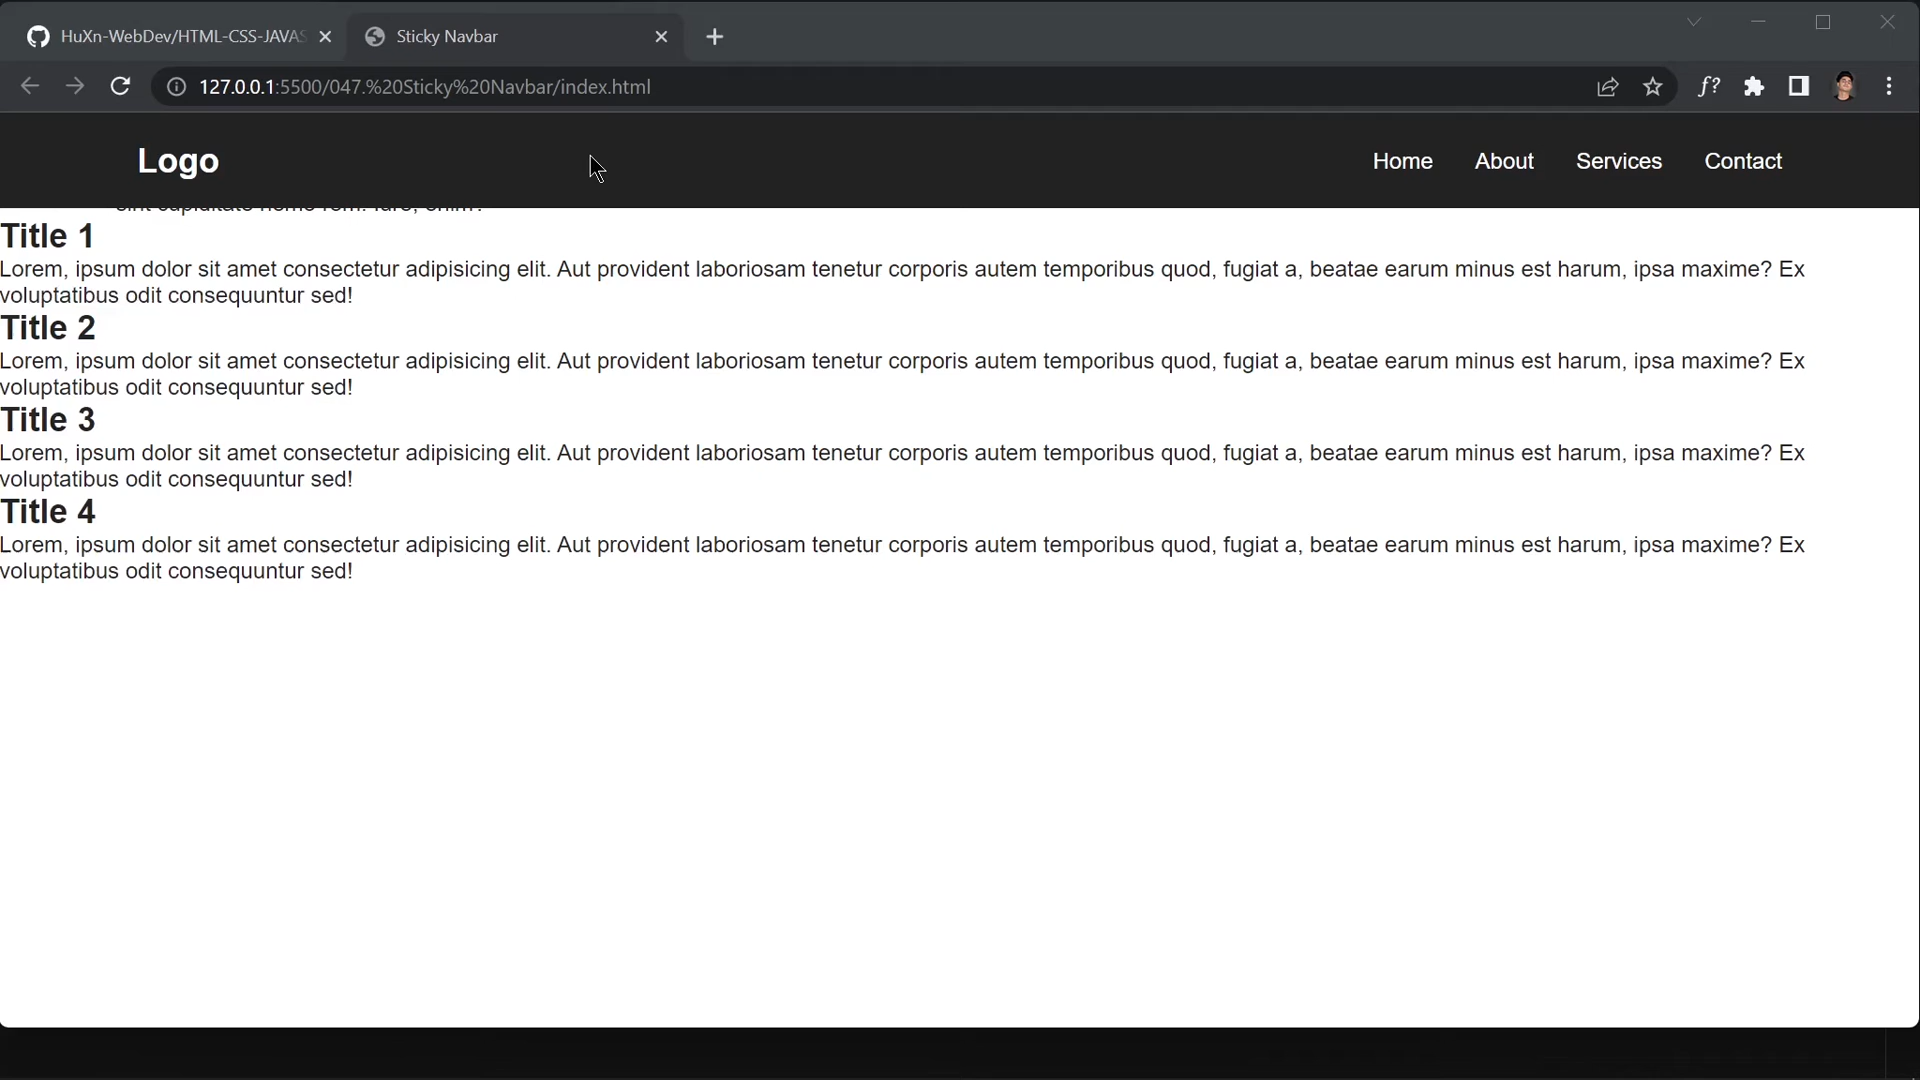 HuXn-WebDev/HTML-CSS-JAVAS
Sticky Navbar
127.0.0.1:5500/047.%20Sticky%20Navbar/index.html
f?
Logo
Home
About
Services
Contact
Title 1
Lorem, ipsum dolor sit amet consectetur adipisicing elit. Aut provident laboriosam tenetur corporis autem temporibus quod, fugiat a, beatae earum minus est harum, ipsa maxime? Ex
voluptatibus odit consequuntur sed!
Title 2
Lorem, ipsum dolor sit amet consectetur adipisicing elit. Aut provident laboriosam tenetur corporis autem temporibus quod, fugiat a, beatae earum minus est harum, ipsa maxime? Ex
voluptatibus odit consequuntur sed!
Title 3
Lorem, ipsum dolor sit amet consectetur adipisicing elit. Aut provident laboriosam tenetur corporis autem temporibus quod, fugiat a, beatae earum minus est harum, ipsa maxime? Ex
voluptatibus odit consequuntur sed!
Title 4
Lorem, ipsum dolor sit amet consectetur adipisicing elit. Aut provident laboriosam tenetur corporis autem temporibus quod, fugiat a, beatae earum minus est harum, ipsa maxime? Ex
voluptatibus odit consequuntur sed!